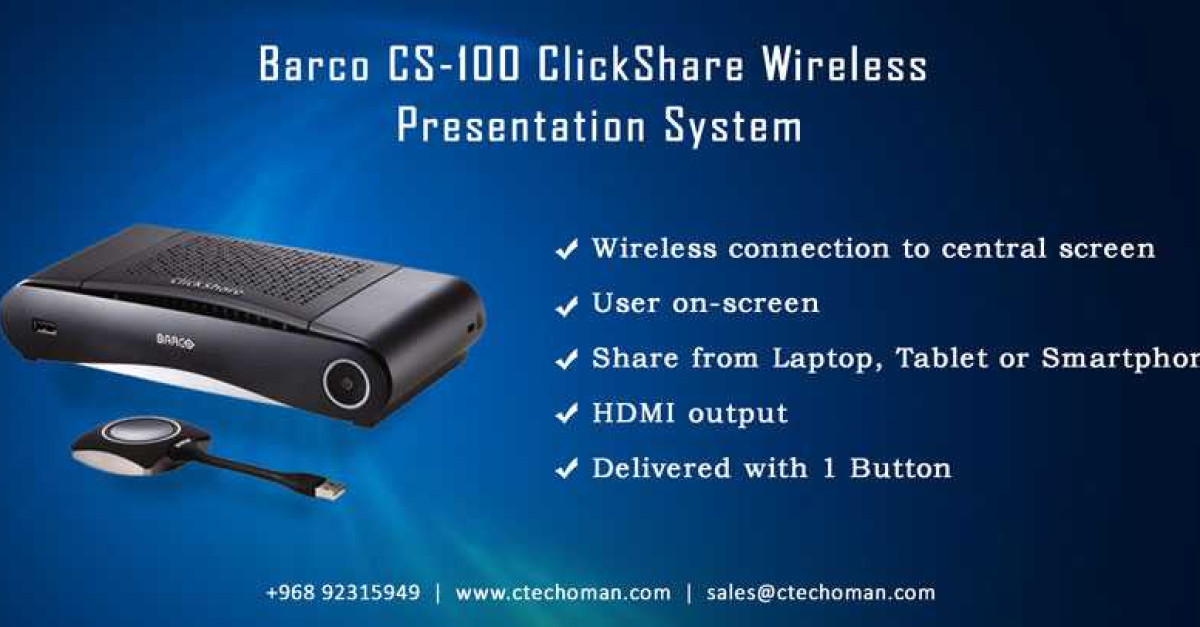 Barco CS-100 ClickShare Wireless
Presentation System
ClickShare
BARCO
✓ Wireless connection to central screen
✓ User on-screen
✓ Share from Laptop, Tablet or Smartphon
✓ HDMI output
✓ Delivered with 1 Button
+968 92315949 | www.ctechoman.com | sales@ctechoman.com